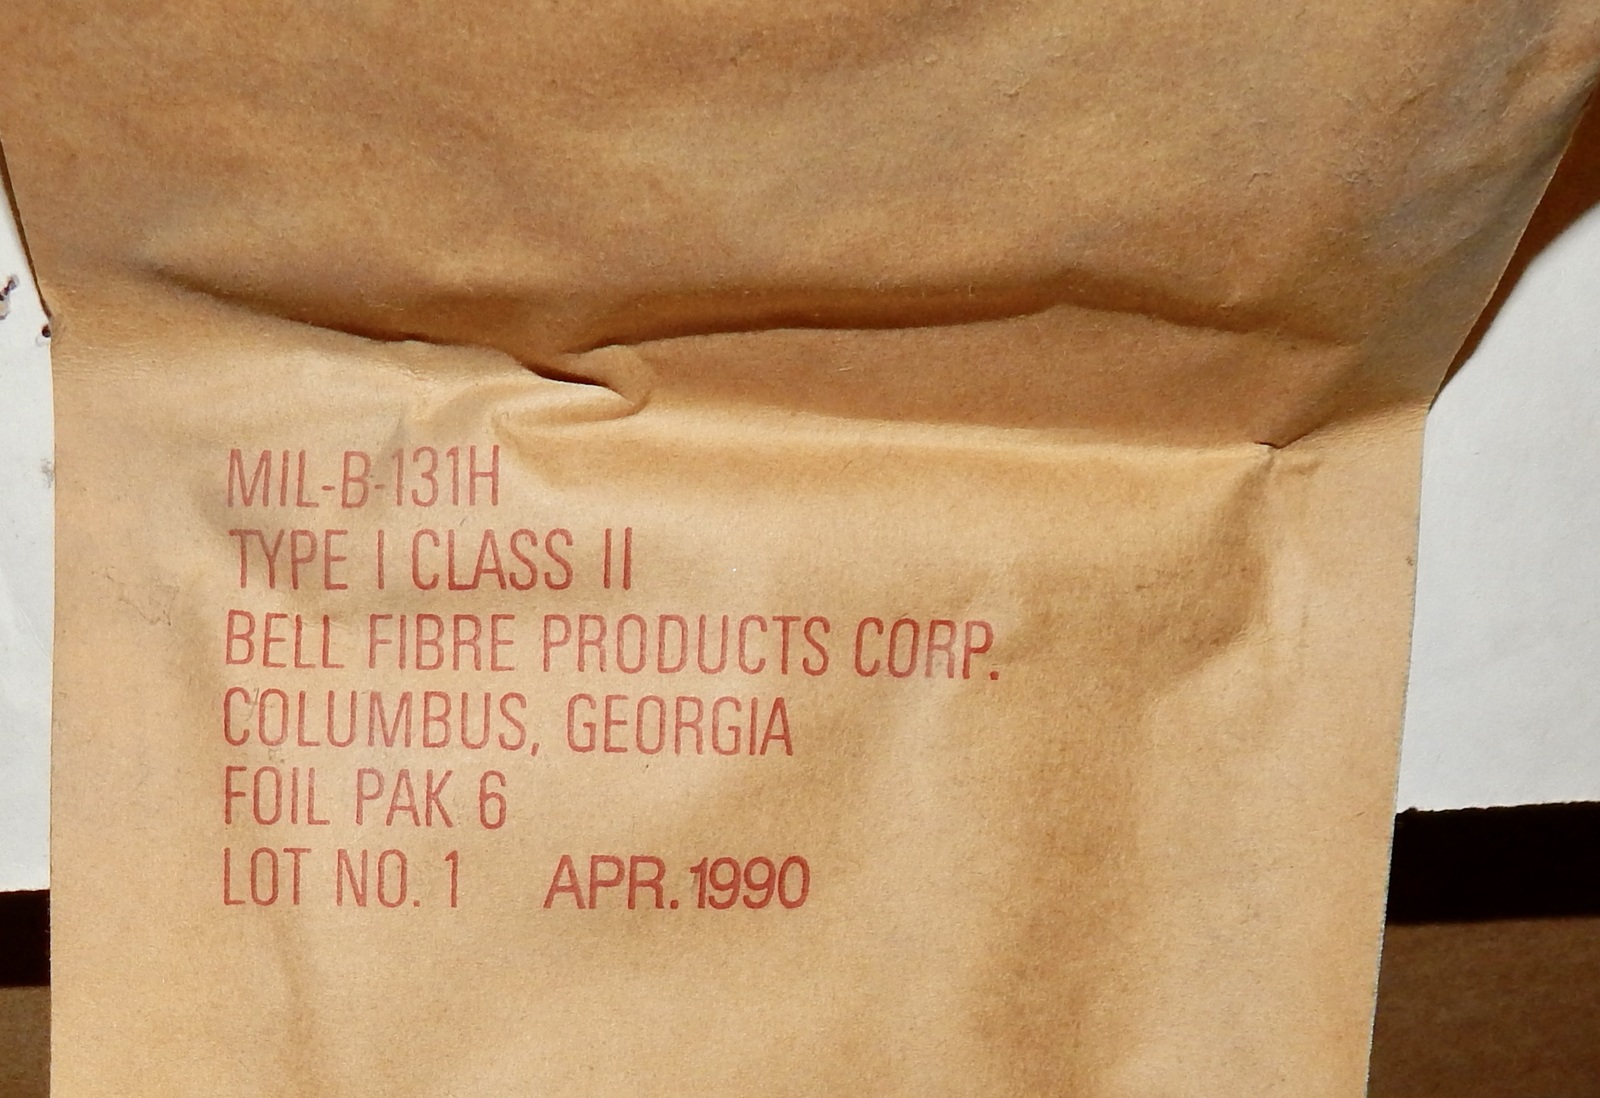 MIL-B-131H
TYPE I CLASS II
BELL FIBRE PRODUCTS CORP.
COLUMBUS, GEORGIA
FOIL PAK 6
LOT NO. 1 APR. 1990